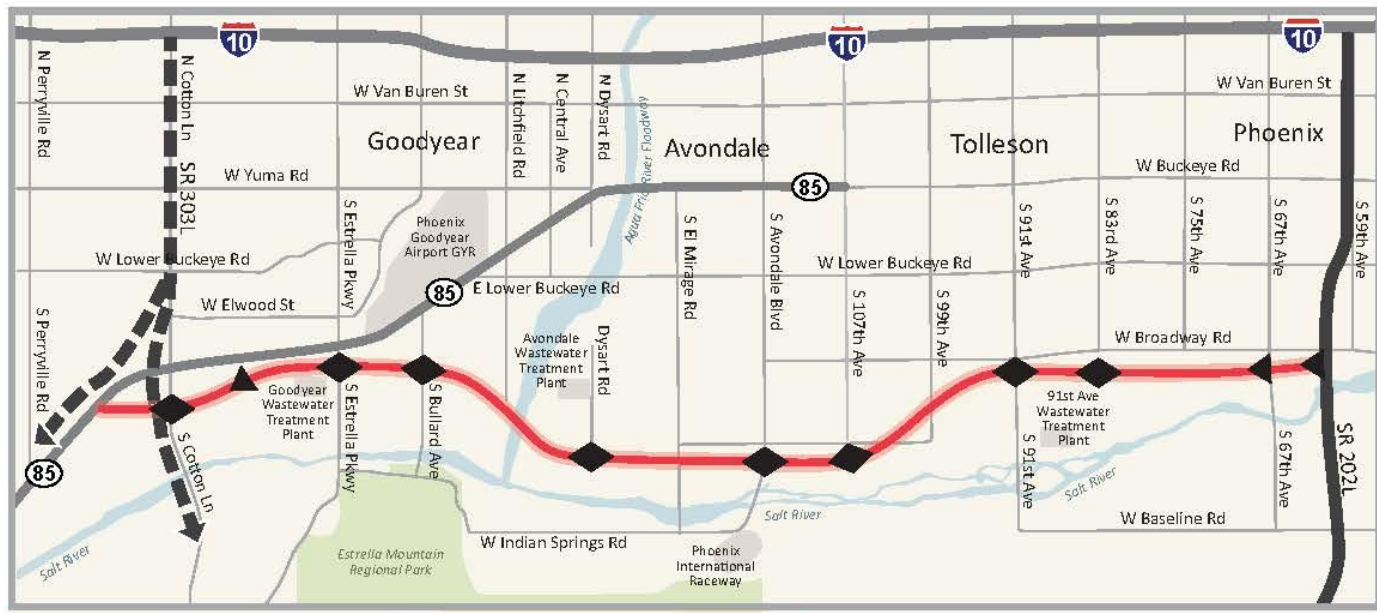 10
10
10
N Perryville Rd
N Cotton Ln
SR 303L
W Van Buren St
N Litchfield Rd
N Central Ave
N Dysart Rd
Agua Fria River Floodway
W Van Buren St
Goodyear
Avondale
Tolleson
Phoenix
W Yuma Rd
85
W Buckeye Rd
S Estrella Pkwy
Phoenix
Goodyear
Airport GYR
S El Mirage Rd
S Avondale Blvd
S 91st Ave
S 83rd Ave
S 75th Ave
S 67th Ave
S 59th Ave
W Lower Buckeye Rd
85
E Lower Buckeye Rd
W Lower Buckeye Rd
W Elwood St
S 107th Ave
S 99th Ave
S Perryville Rd
Avondale
Wastewater
Treatment
Plant
Dysart Rd
W Broadway Rd
Goodyear
Wastewater
Treatment
Plant
S Estrella Pkwy
S Bullard Ave
91st Ave
Wastewater
Treatment
Plant
S Cotton Ln
S 91st Ave
S 67th Ave
SR 202L
85
Salt River
Salt River
Salt River
W Baseline Rd
W Indian Springs Rd
Estrella Mountain
Regional Park
Phoenix
International
Raceway